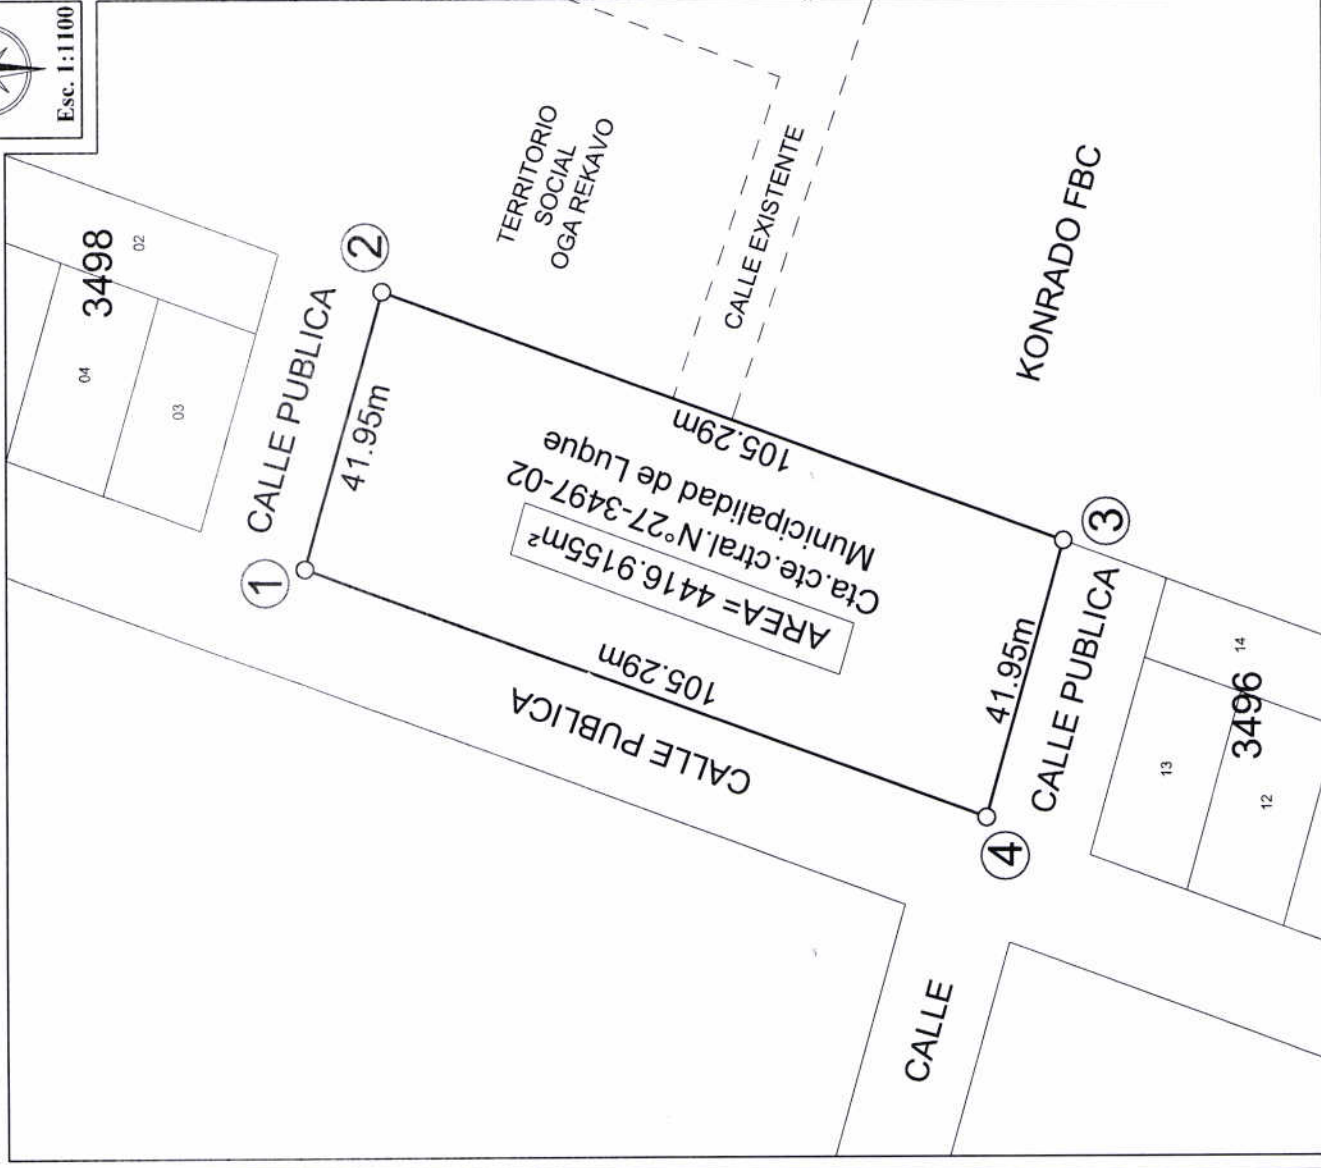 Esc. 1:1100
3498
02
04
03
CALLE PUBLICA
1
2
41.95m
TERRITORIO
SOCIAL
OGA REKAVO
CALLE EXISTENTE
KONRADO FBC
105.29m
Municipalidad de Luque
Cta.cte.ctral.N°27-3497-02
AREA= 4416.9155m²
105.29m
CALLE PUBLICA
41.95m
3
4
CALLE PUBLICA
CALLE
3496
14
13
12